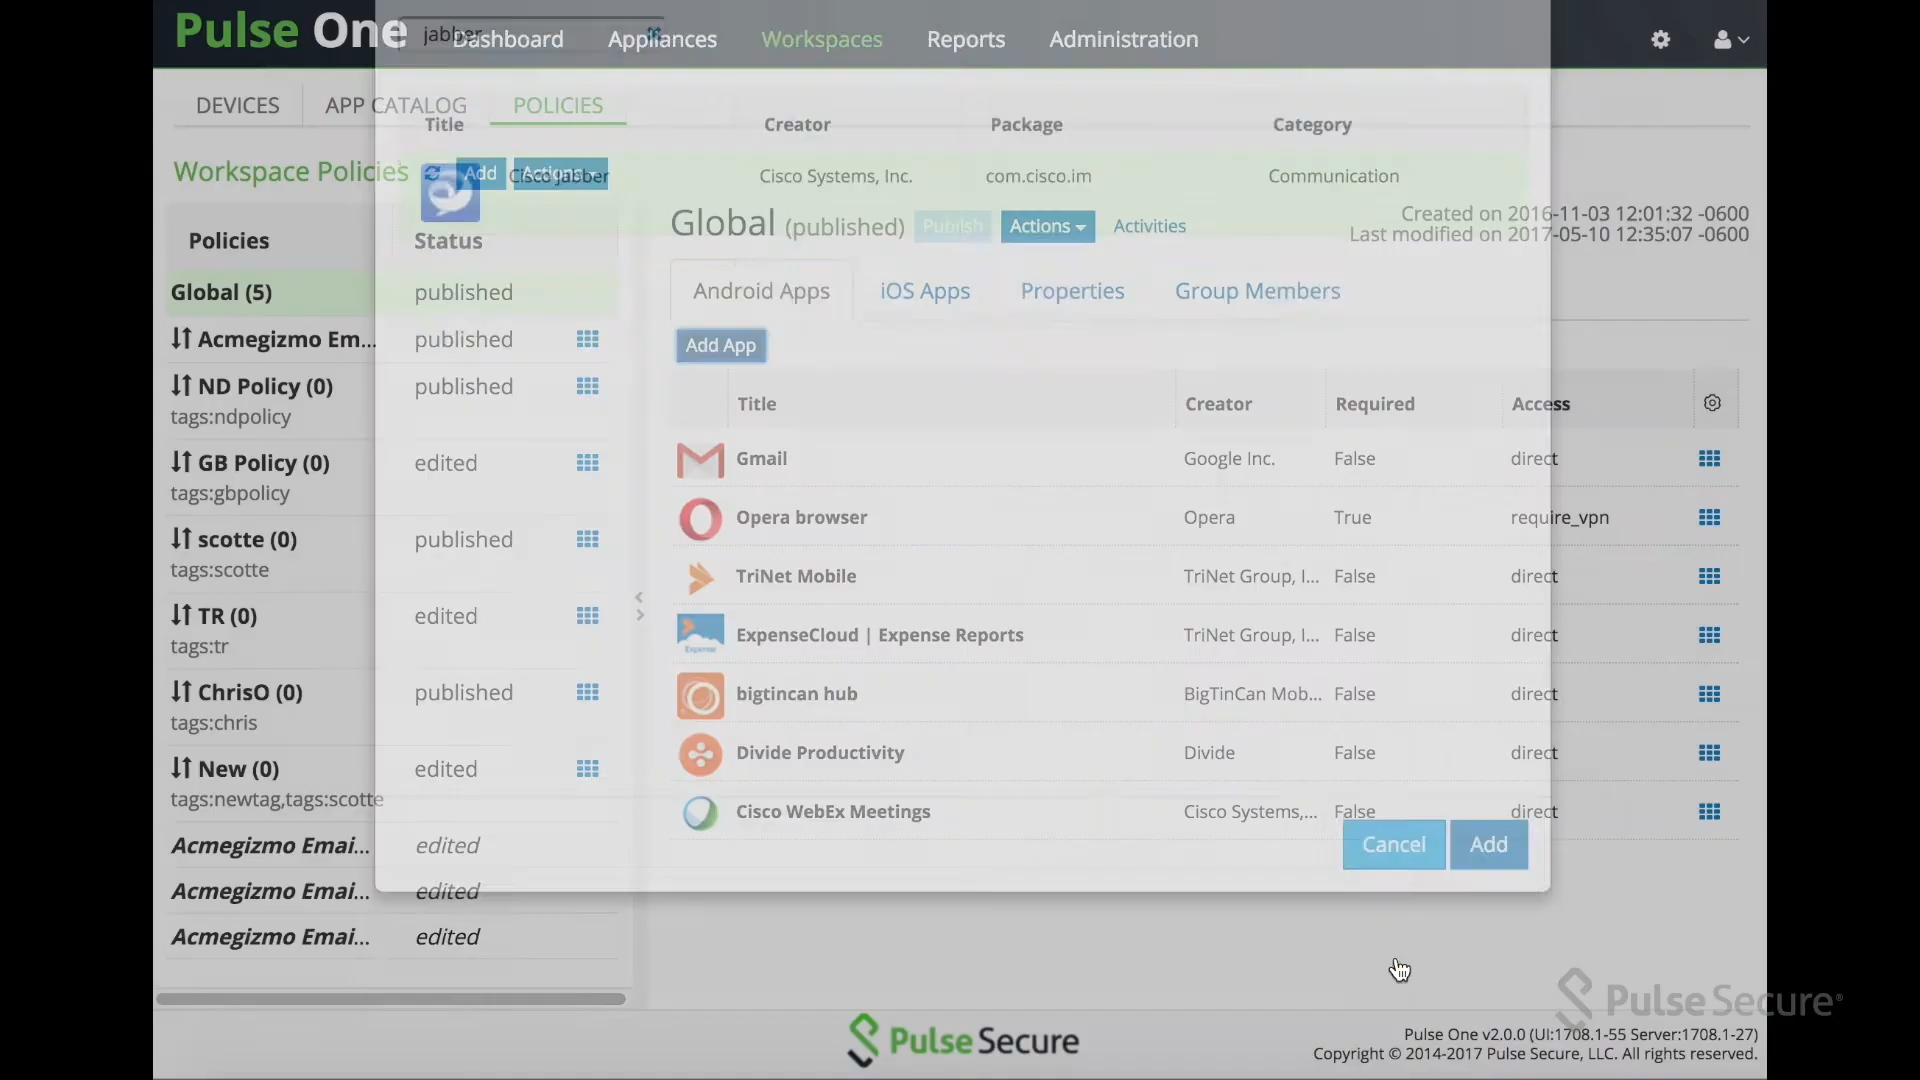 Pulse One
jabber
Dashboard
Appliances
Workspaces
Reports
Administration
DEVICES
APP CATALOG
POLICIES
Title
Creator
Package
Category
Workspace Policies
Add
Actions
Cisco Jabber
Cisco Systems, Inc.
com.cisco.im
Communication
Global (published)
Publish
Actions
Activities
Created on 2016-11-03 12:01:32 -0600
Last modified on 2017-05-10 12:35:07 -0600
Policies
Status
Global (5)
published
Acmegizmo Em...
published
ND Policy (0)
published
tags:ndpolicy
GB Policy (0)
edited
tags:gbpolicy
scotte (0)
published
tags:scotte
TR (0)
edited
tags:tr
ChrisO (0)
published
tags:chris
New (0)
edited
tags:newtag,tags:scotte
Acmegizmo Emai...
edited
Acmegizmo Emai...
edited
Acmegizmo Emai...
edited
Android Apps
iOS Apps
Properties
Group Members
Add App
Title
Creator
Required
Access
Gmail
Google Inc.
False
direct
Opera browser
Opera
True
require_vpn
TriNet Mobile
TriNet Group, I...
False
direct
ExpenseCloud | Expense Reports
TriNet Group, I...
False
direct
bigtincan hub
BigTinCan Mob...
False
direct
Divide Productivity
Divide
False
direct
Cisco WebEx Meetings
Cisco Systems,...
False
direct
Cancel
Add
Pulse Secure
Pulse Secure®
Pulse One v2.0.0 (UI:1708.1-55 Server:1708.1-27)
Copyright © 2014-2017 Pulse Secure, LLC. All rights reserved.